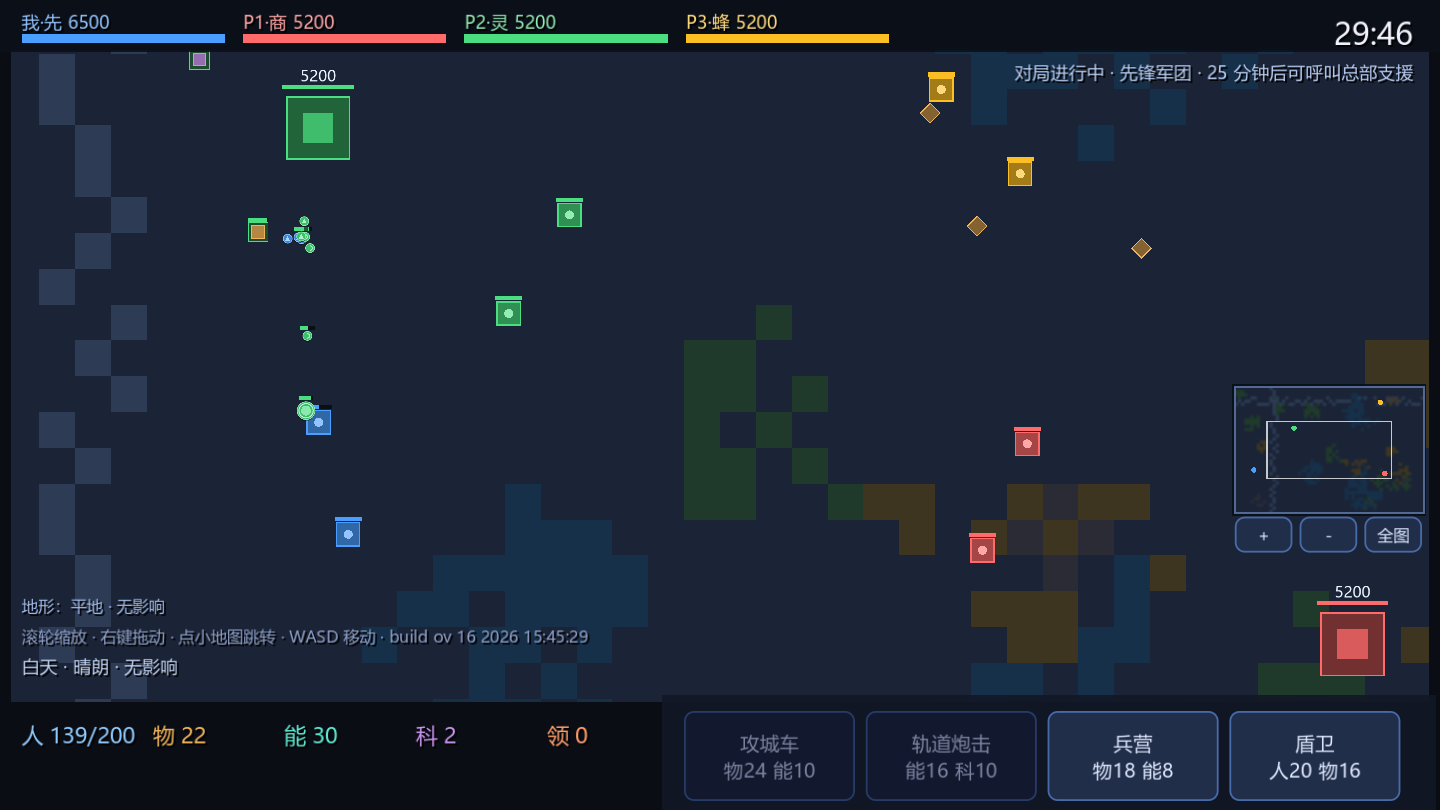 我·先 6500
P1·商 5200
P2·灵 5200
P3·蜂 5200
29:46
对局进行中 · 先锋军团 · 25 分钟后可呼叫总部支援
5200
5200
+
-
全图
地形：平地 · 无影响
滚轮缩放 · 右键拖动 · 点小地图跳转 · WASD 移动 · build ov 16 2026 15:45:29
白天 · 晴朗 · 无影响
人 139/200
物 22
能 30
科 2
领 0
攻城车
物24 能10
轨道炮击
能16 科10
兵营
物18 能8
盾卫
人20 物16